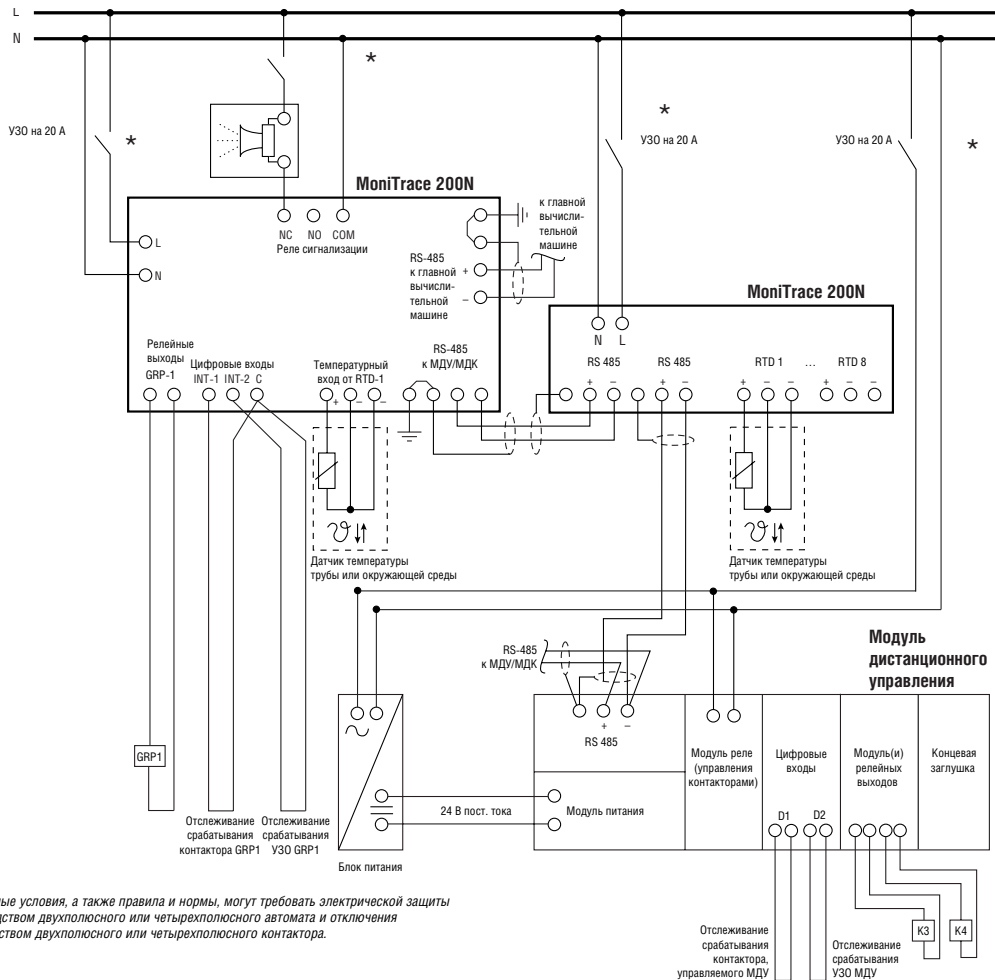 L
N
*
*
УЗО на 20 А
*
УЗО на 20 А
УЗО на 20 А
*
MoniTrace 200N
NC NO COM
Реле сигнализации
L
N
RS-485
к главной
вычисли-
тельной
машине
+
–
к главной
вычисли-
тельной
машине
Релейные
выходы
GRP-1
Цифровые входы
INT-1 INT-2 C
Температурный
вход от RTD-1
+ – –
RS-485
к МДУ/МДК
MoniTrace 200N
N L
RS 485
+ –
RS 485
+ –
RTD 1 ... RTD 8
+ – – + – –
Датчик температуры
трубы или окружающей среды
Датчик температуры
трубы или окружающей среды
RS-485
к МДУ/МДК
Модуль
дистанционного
управления
+ –
RS 485
Модуль питания
24 В пост. тока
Блок питания
Модуль реле
(управления
контакторами)
Цифровые
входы
D1 D2
Модуль(и)
релейных
выходов
Концевая
заглушка
GRP1
Отслеживание
срабатывания
контактора GRP1
Отслеживание
срабатывания
УЗО GRP1
K3 K4
Отслеживание
срабатывания
контактора,
управляемого МДУ
Отслеживание
срабатывания
УЗО МДУ
ые условия, а также правила и нормы, могут требовать электрической защиты
дством двухполюсного или четырехполюсного автомата и отключения
ством двухполюсного или четырехполюсного контактора.